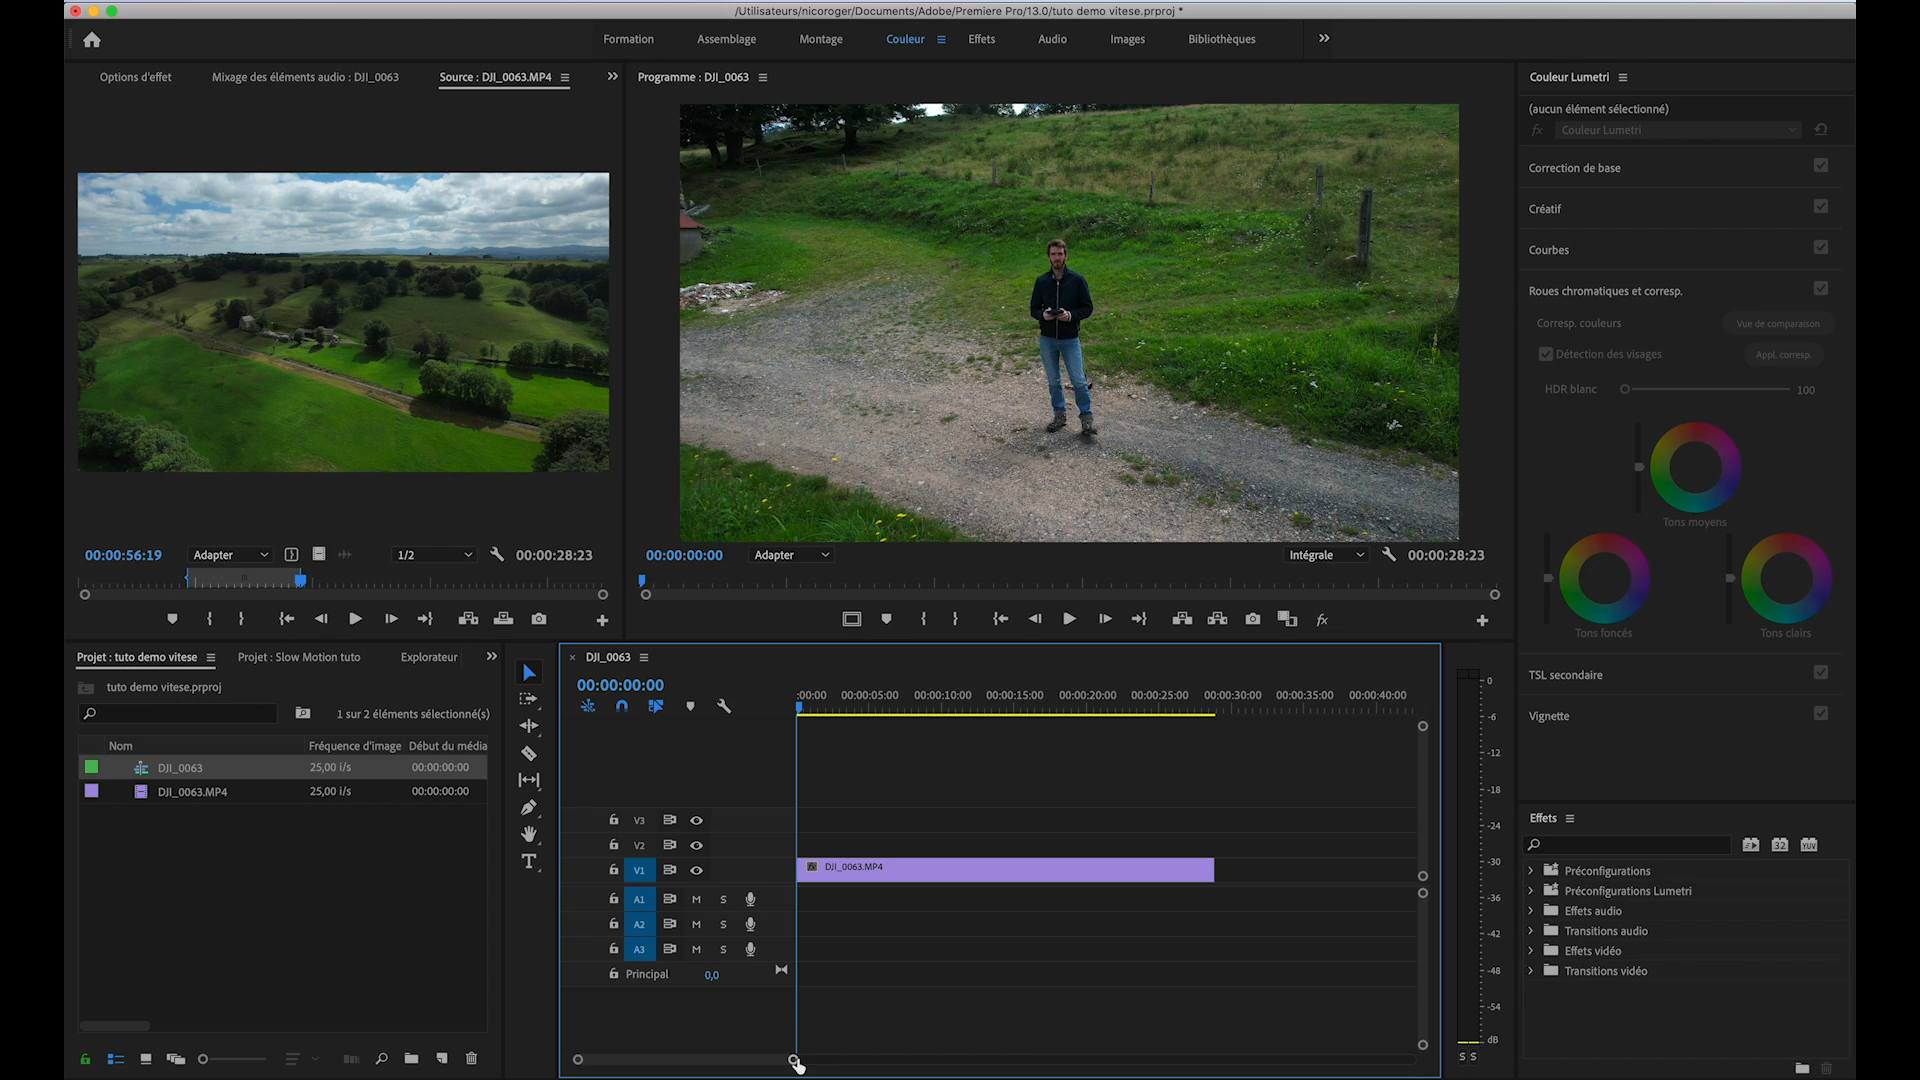 /Utilisateurs/nicoroger/Documents/Adobe/Premiere Pro/13.0/tuto demo vitese.prproj *
Formation Assemblage Montage Couleur Effets Audio Images Bibliothèques
Options d'effet Mixage des éléments audio : DJI_0063 Source : DJI_0063.MP4
Programme : DJI_0063
Couleur Lumetri
(aucun élément sélectionné)
fx Couleur Lumetri
Correction de base
Créatif
Courbes
Roues chromatiques et corresp.
Corresp. couleurs Vue de comparaison
Détection des visages Appl. corresp.
HDR blanc 100
Tons moyens
Tons foncés Tons clairs
TSL secondaire
Vignette
00:00:56:19 Adapter 1/2 00:00:28:23
00:00:00:00 Adapter Intégrale 00:00:28:23
fx
Projet : tuto demo vitese Projet : Slow Motion tuto Explorateur
tuto demo vitese.prproj
1 sur 2 éléments sélectionné(s)
Nom Fréquence d'image Début du média
DJI_0063 25,00 i/s 00:00:00:00
DJI_0063.MP4 25,00 i/s 00:00:00:00
T
× DJI_0063
00:00:00:00
:00:00 00:00:05:00 00:00:10:00 00:00:15:00 00:00:20:00 00:00:25:00 00:00:30:00 00:00:35:00 00:00:40:00
V3
V2
V1 fx DJI_0063.MP4
A1 M S
A2 M S
A3 M S
Principal 0,0
0
-6
-12
-18
-24
-30
-36
-42
-48
-54
dB
S S
Effets
32 YUV
Préconfigurations
Préconfigurations Lumetri
Effets audio
Transitions audio
Effets vidéo
Transitions vidéo